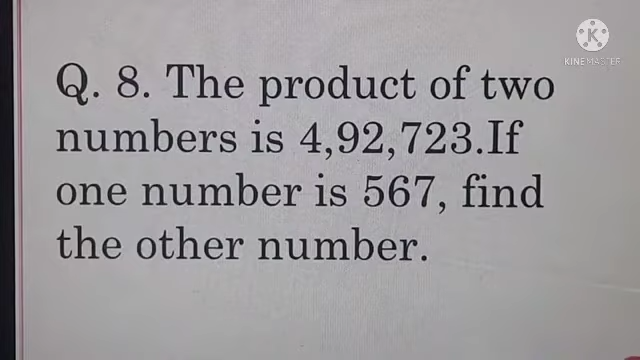 KINEMASTER
Q. 8. The product of two
numbers is 4,92,723.If
one number is 567, find
the other number.